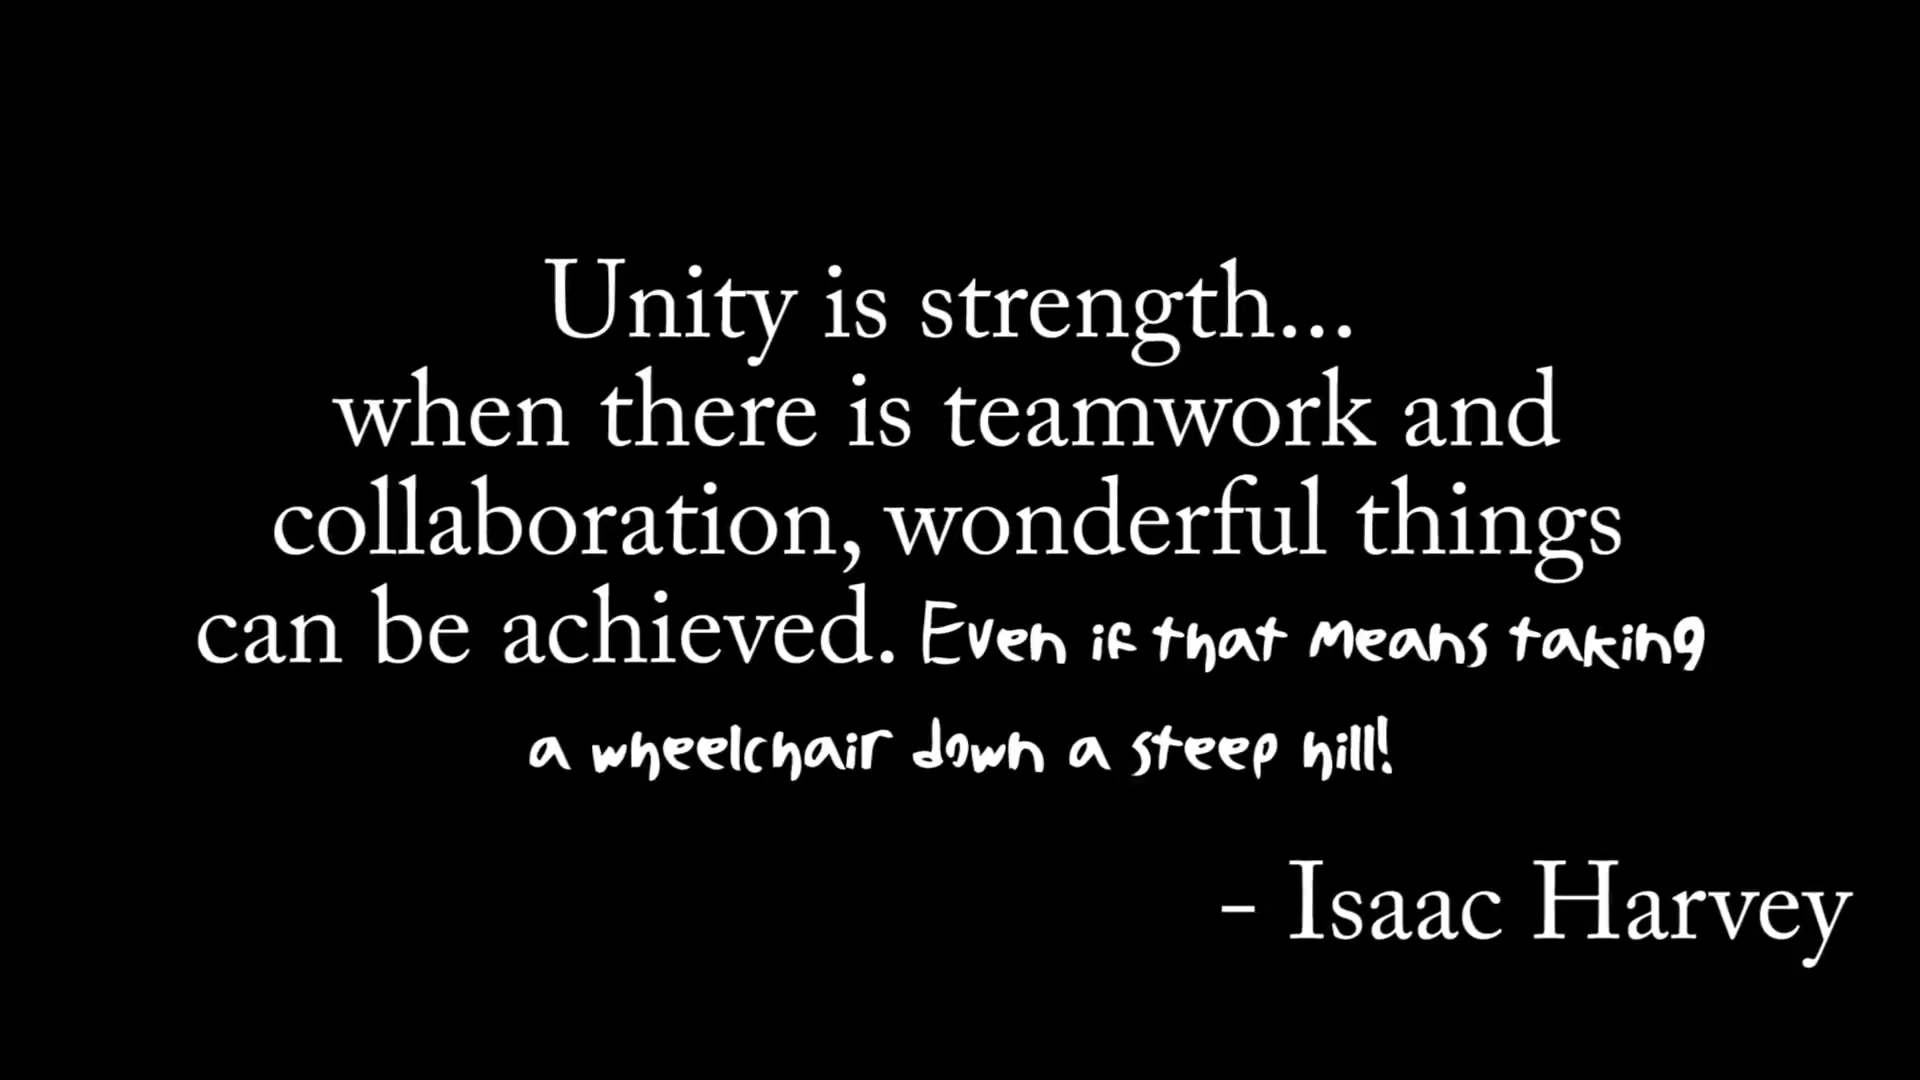 Unity is strength...
when there is teamwork and
collaboration, wonderful things
can be achieved. Even if that means taking
a wheelchair down a steep hill!
- Isaac Harvey